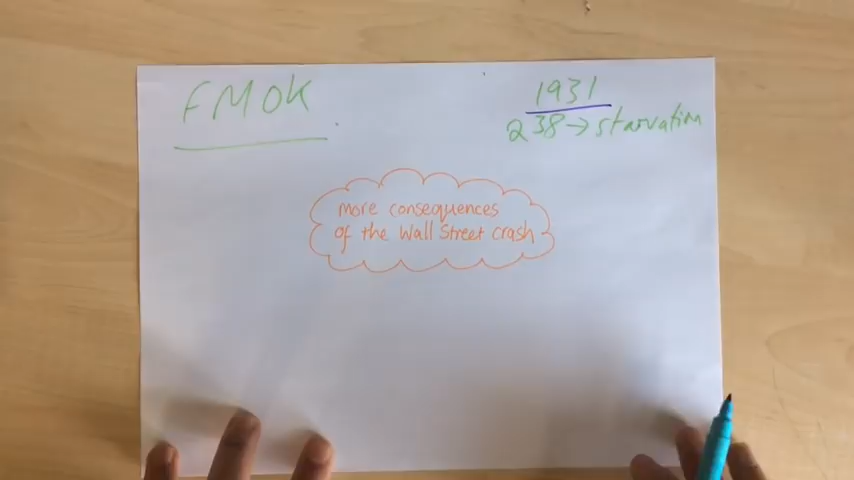 FMOK
1931
238→starvation
more consequences
of the Wall Street crash